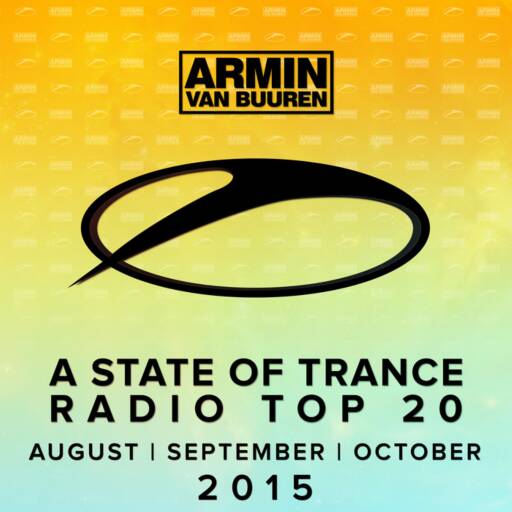 ARMIN
VAN BUUREN
A STATE OF TRANCE
RADIO TOP 20
AUGUST | SEPTEMBER | OCTOBER
2015